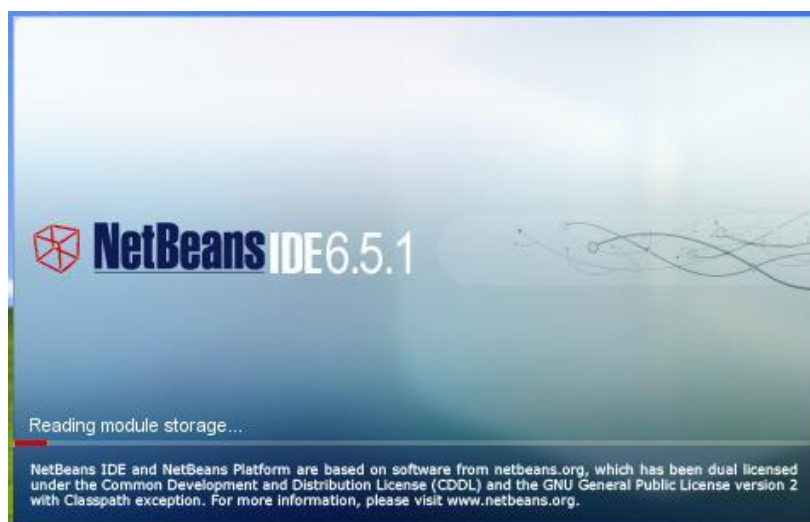 NetBeans IDE 6.5.1
Reading module storage...
NetBeans IDE and NetBeans Platform are based on software from netbeans.org, which has been dual licensed
under the Common Development and Distribution License (CDDL) and the GNU General Public License version 2
with Classpath exception. For more information, please visit www.netbeans.org.